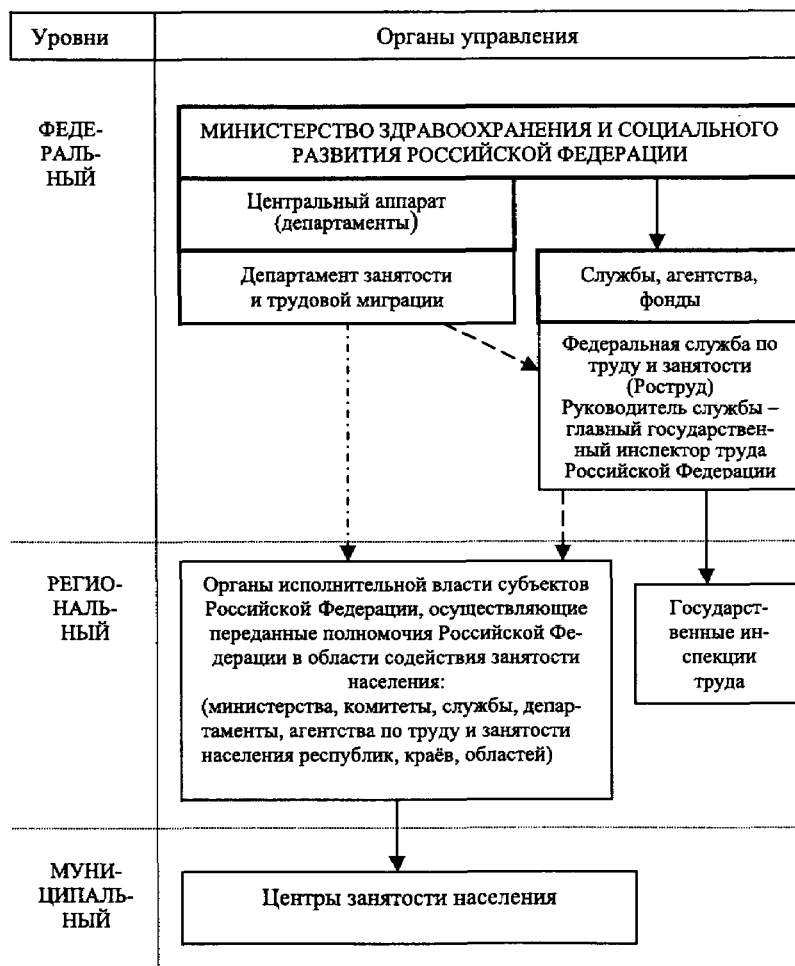 Уровни
Органы управления
ФЕДЕ-
РАЛЬ-
НЫЙ
МИНИСТЕРСТВО ЗДРАВООХРАНЕНИЯ И СОЦИАЛЬНОГО
РАЗВИТИЯ РОССИЙСКОЙ ФЕДЕРАЦИИ
Центральный аппарат
(департаменты)
Департамент занятости
и трудовой миграции
Службы, агентства,
фонды
Федеральная служба по
труду и занятости
(Роструд)
Руководитель службы –
главный государствен-
ный инспектор труда
Российской Федерации
РЕГИО-
НАЛЬ-
НЫЙ
Органы исполнительной власти субъектов
Российской Федерации, осуществляющие
переданные полномочия Российской Фе-
дерации в области содействия занятости
населения:
(министерства, комитеты, службы, депар-
таменты, агентства по труду и занятости
населения республик, краёв, областей)
Государст-
венные ин-
спекции
труда
МУНИ-
ЦИПАЛЬ-
НЫЙ
Центры занятости населения